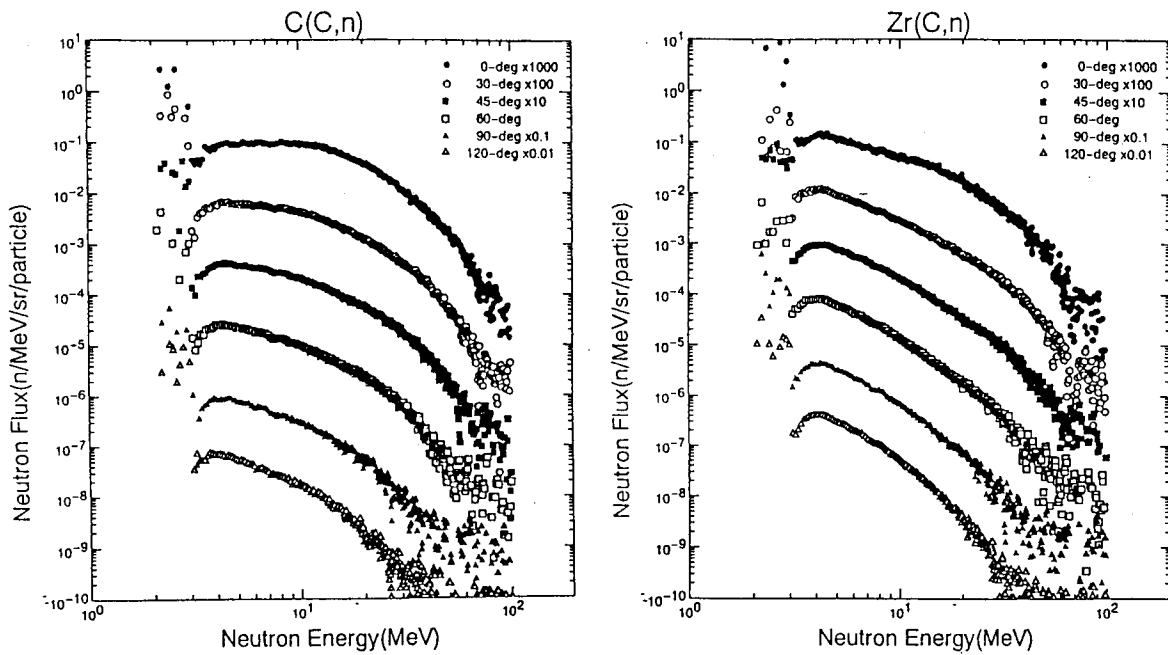 C(C,n)
Neutron Flux(n/MeV/sr/particle)
10^1
10^0
10^-1
10^-2
10^-3
10^-4
10^-5
10^-6
10^-7
10^-8
10^-9
10^-10
10^0
10^1
10^2
Neutron Energy(MeV)
0-deg x1000
30-deg x100
45-deg x10
60-deg
90-deg x0.1
120-deg x0.01
Zr(C,n)
Neutron Flux(n/MeV/sr/particle)
10^1
10^0
10^-1
10^-2
10^-3
10^-4
10^-5
10^-6
10^-7
10^-8
10^-9
10^-10
10^0
10^1
10^2
Neutron Energy(MeV)
0-deg x1000
30-deg x100
45-deg x10
60-deg
90-deg x0.1
120-deg x0.01